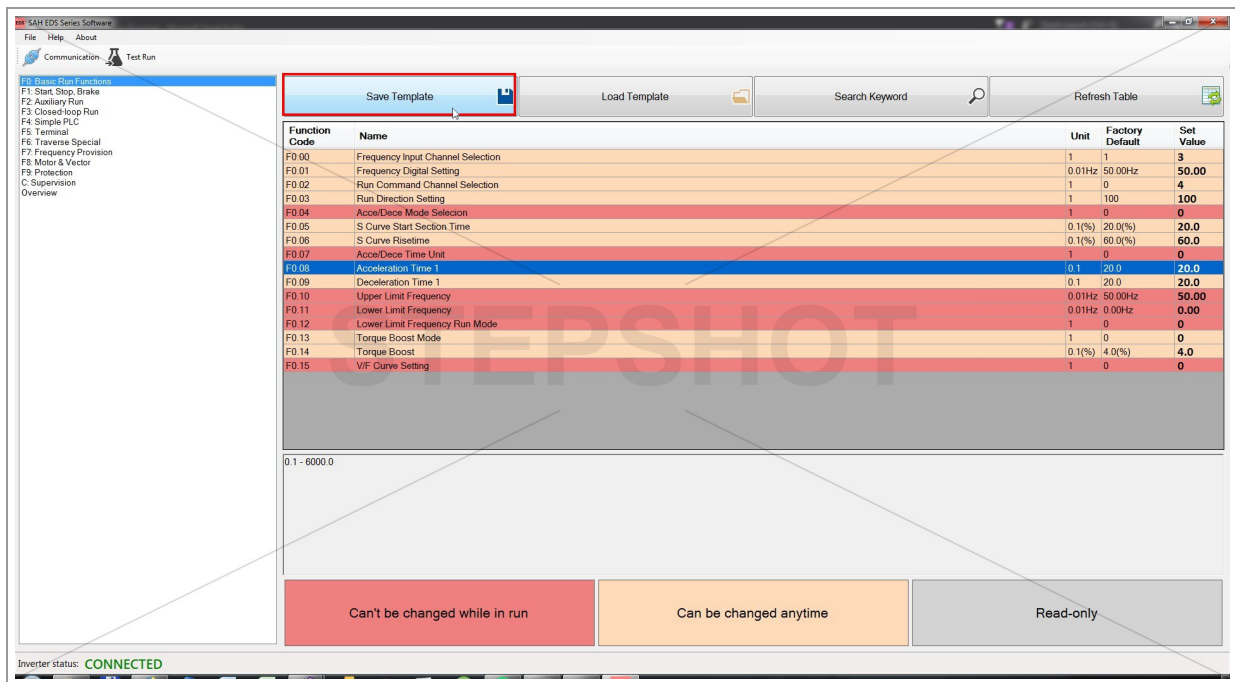 EDS SAH EDS Series Software
File Help About
Communication Test Run
F0: Basic Run Functions
F1: Start, Stop, Brake
F2: Auxiliary Run
F3: Closed-loop Run
F4: Simple PLC
F5: Terminal
F6: Traverse Special
F7: Frequency Provision
F8: Motor & Vector
F9: Protection
C: Supervision
Overview
Save Template Load Template Search Keyword Refresh Table
Function Code Name Unit Factory Default Set Value
F0.00 Frequency Input Channel Selection 1 1 3
F0.01 Frequency Digital Setting 0.01Hz 50.00Hz 50.00
F0.02 Run Command Channel Selection 1 0 4
F0.03 Run Direction Setting 1 100 100
F0.04 Acce/Dece Mode Selecion 1 0 0
F0.05 S Curve Start Section Time 0.1(%) 20.0(%) 20.0
F0.06 S Curve Risetime 0.1(%) 60.0(%) 60.0
F0.07 Acce/Dece Time Unit 1 0 0
F0.08 Acceleration Time 1 0.1 20.0 20.0
F0.09 Deceleration Time 1 0.1 20.0 20.0
F0.10 Upper Limit Frequency 0.01Hz 50.00Hz 50.00
F0.11 Lower Limit Frequency 0.01Hz 0.00Hz 0.00
F0.12 Lower Limit Frequency Run Mode 1 0 0
F0.13 Torque Boost Mode 1 0 0
F0.14 Torque Boost 0.1(%) 4.0(%) 4.0
F0.15 V/F Curve Setting 1 0 0
STEPSHOT
0.1 - 6000.0
Can't be changed while in run Can be changed anytime Read-only
Inverter status: CONNECTED